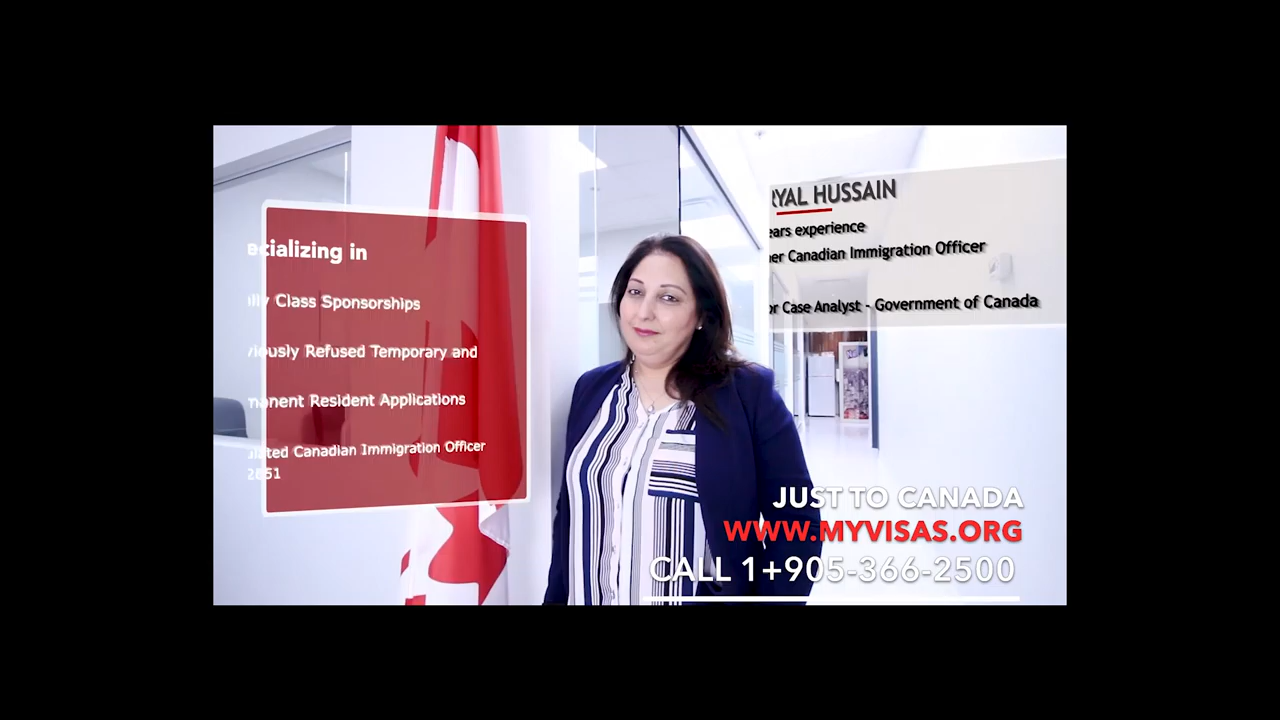 ecializing in
ily Class Sponsorships
viously Refused Temporary and
manent Resident Applications
Canadian Immigration Officer
RYAL HUSSAIN
ears experience
er Canadian Immigration Officer
or Case Analyst - Government of Canada
JUST TO CANADA
WWW.MYVISAS.ORG
CALL 1+905-366-2500